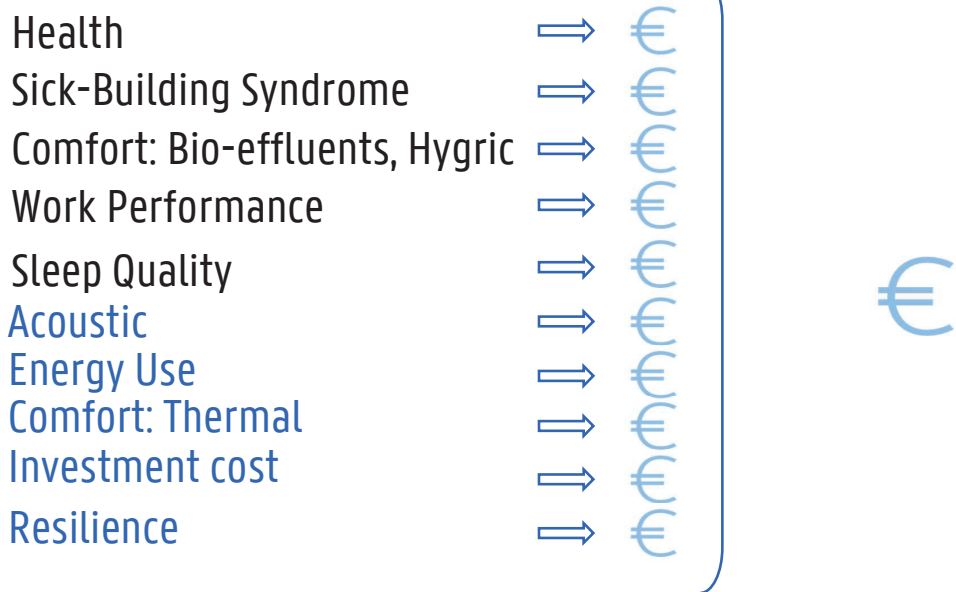 Health ⇒ €
Sick-Building Syndrome ⇒ €
Comfort: Bio-effluents, Hygric ⇒ €
Work Performance ⇒ €
Sleep Quality ⇒ €
€
Acoustic ⇒ €
Energy Use ⇒ €
Comfort: Thermal ⇒ €
Investment cost ⇒ €
Resilience ⇒ €